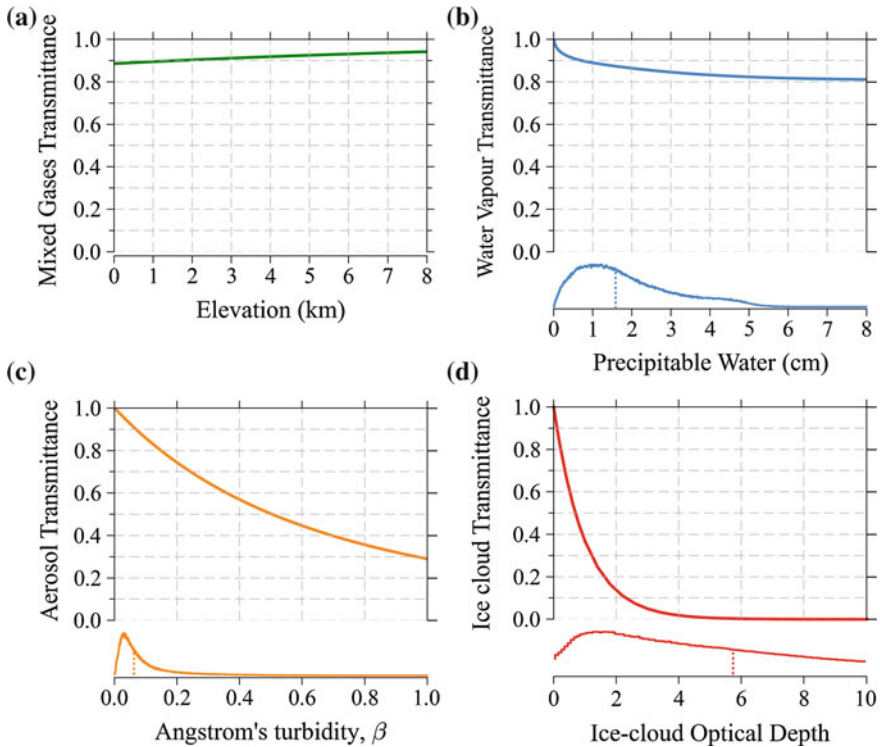 (a)
Mixed Gases Transmittance
1.0
0.8
0.6
0.4
0.2
0.0
0 1 2 3 4 5 6 7 8
Elevation (km)
(b)
Water Vapour Transmittance
1.0
0.8
0.6
0.4
0.2
0.0
0 1 2 3 4 5 6 7 8
Precipitable Water (cm)
(c)
Aerosol Transmittance
1.0
0.8
0.6
0.4
0.2
0.0
0.0 0.2 0.4 0.6 0.8 1.0
Angstrom's turbidity, β
(d)
Ice cloud Transmittance
1.0
0.8
0.6
0.4
0.2
0.0
0 2 4 6 8 10
Ice-cloud Optical Depth